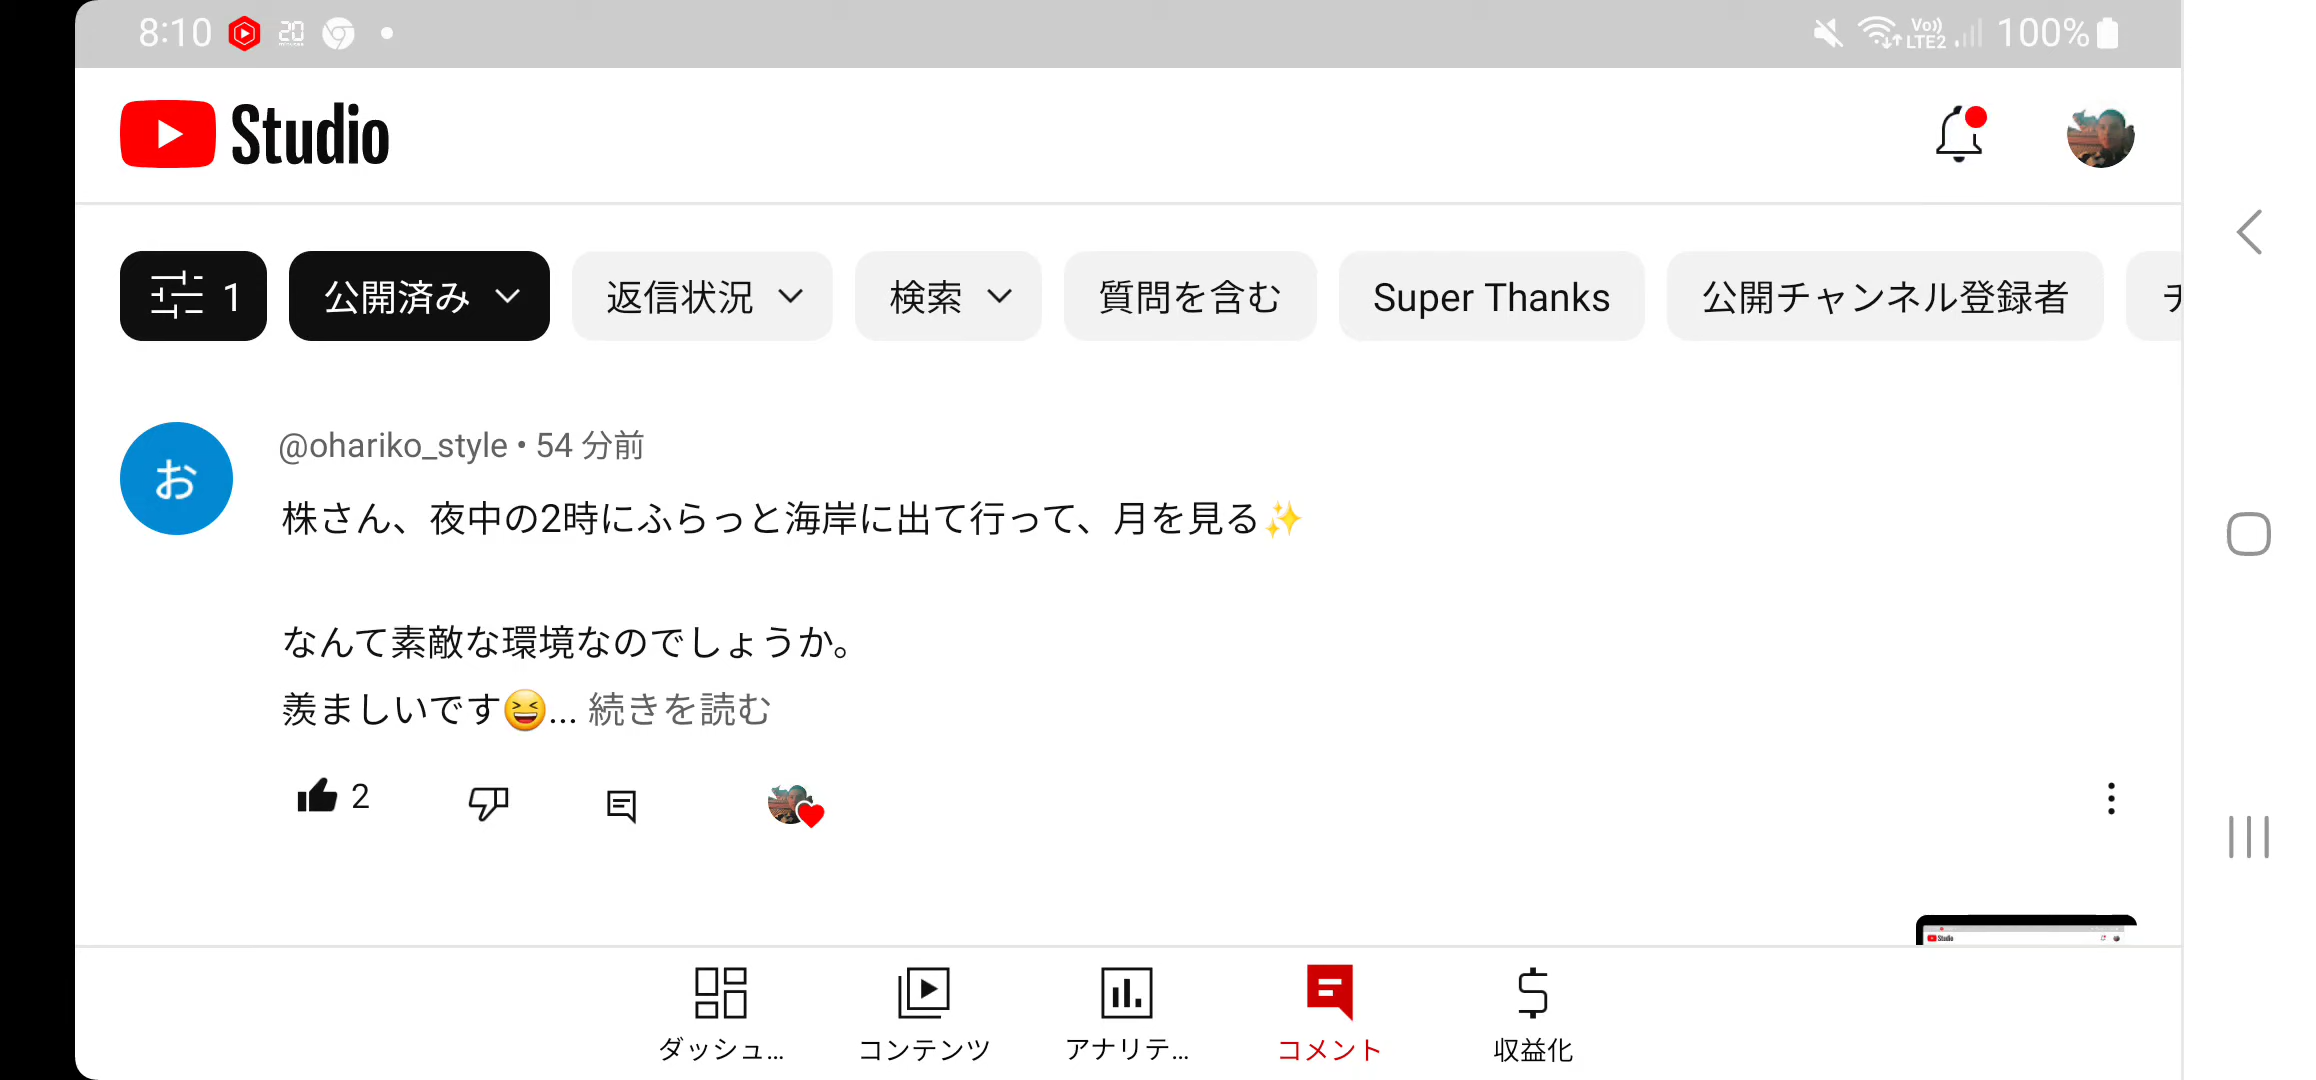 8:10
20
Vo))
LTE2
100%
Studio
1
公開済み
返信状況
検索
質問を含む
Super Thanks
公開チャンネル登録者
チ
お
@ohariko_style • 54 分前
株さん、夜中の2時にふらっと海岸に出て行って、月を見る✨
なんて素敵な環境なのでしょうか。
羨ましいです😆... 続きを読む
2
Studio
ダッシュ...
コンテンツ
アナリテ...
コメント
収益化